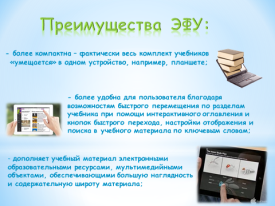 Преимущества ЭФУ:
- более компактна – фактически весь комплект учебников
«умещается» в одном устройстве, например, планшете;
- более удобна для пользователя благодаря
возможностям быстрого перемещения по разделам
учебника при помощи интерактивного оглавления и
кнопок быстрого перехода, настройки отображения и
поиска в учебного материала по ключевым словам;
- дополняет учебный материал электронными
образовательными ресурсами, мультимедийными
объектами, обеспечивающими большую наглядность
и содержательную широту материала;